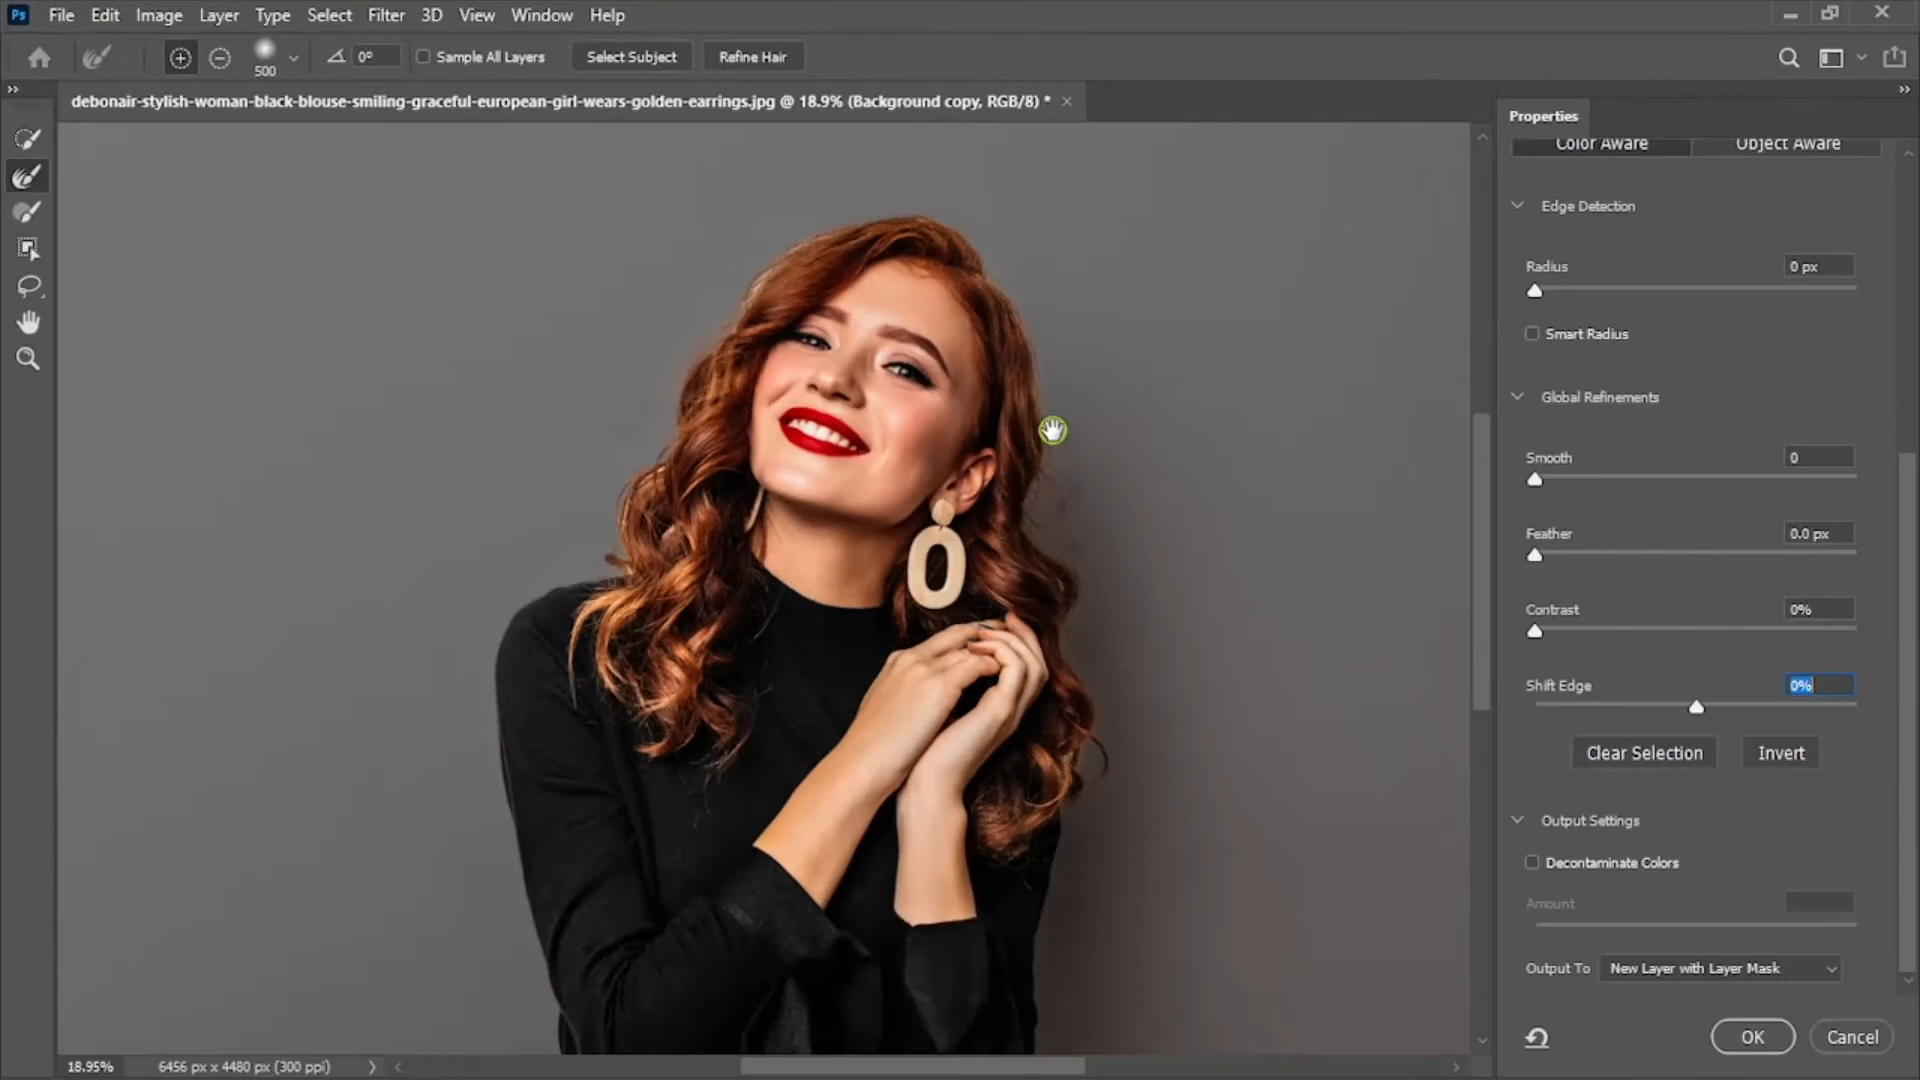 Ps File Edit Image Layer Type Select Filter 3D View Window Help
500 0° Sample All Layers Select Subject Refine Hair
debonair-stylish-woman-black-blouse-smiling-graceful-european-girl-wears-golden-earrings.jpg @ 18.9% (Background copy, RGB/8) *
Properties
Color Aware Object Aware
Edge Detection
Radius 0 px
Smart Radius
Global Refinements
Smooth 0
Feather 0.0 px
Contrast 0%
Shift Edge 0%
Clear Selection Invert
Output Settings
Decontaminate Colors
Amount
Output To New Layer with Layer Mask
OK Cancel
18.95% 6456 px x 4480 px (300 ppi)